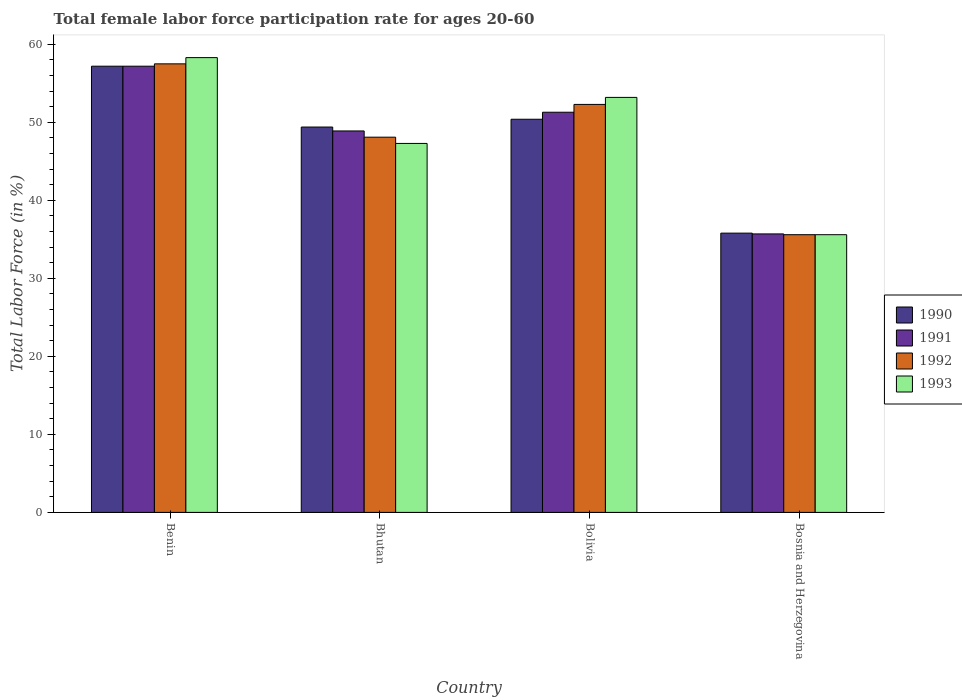 Total female labor force participation rate for ages 20-60
Total Labor Force (in %)
60
50
40
30
20
10
0
Benin
Bhutan
Bolivia
Bosnia and Herzegovina
Country
1990
1991
1992
1993